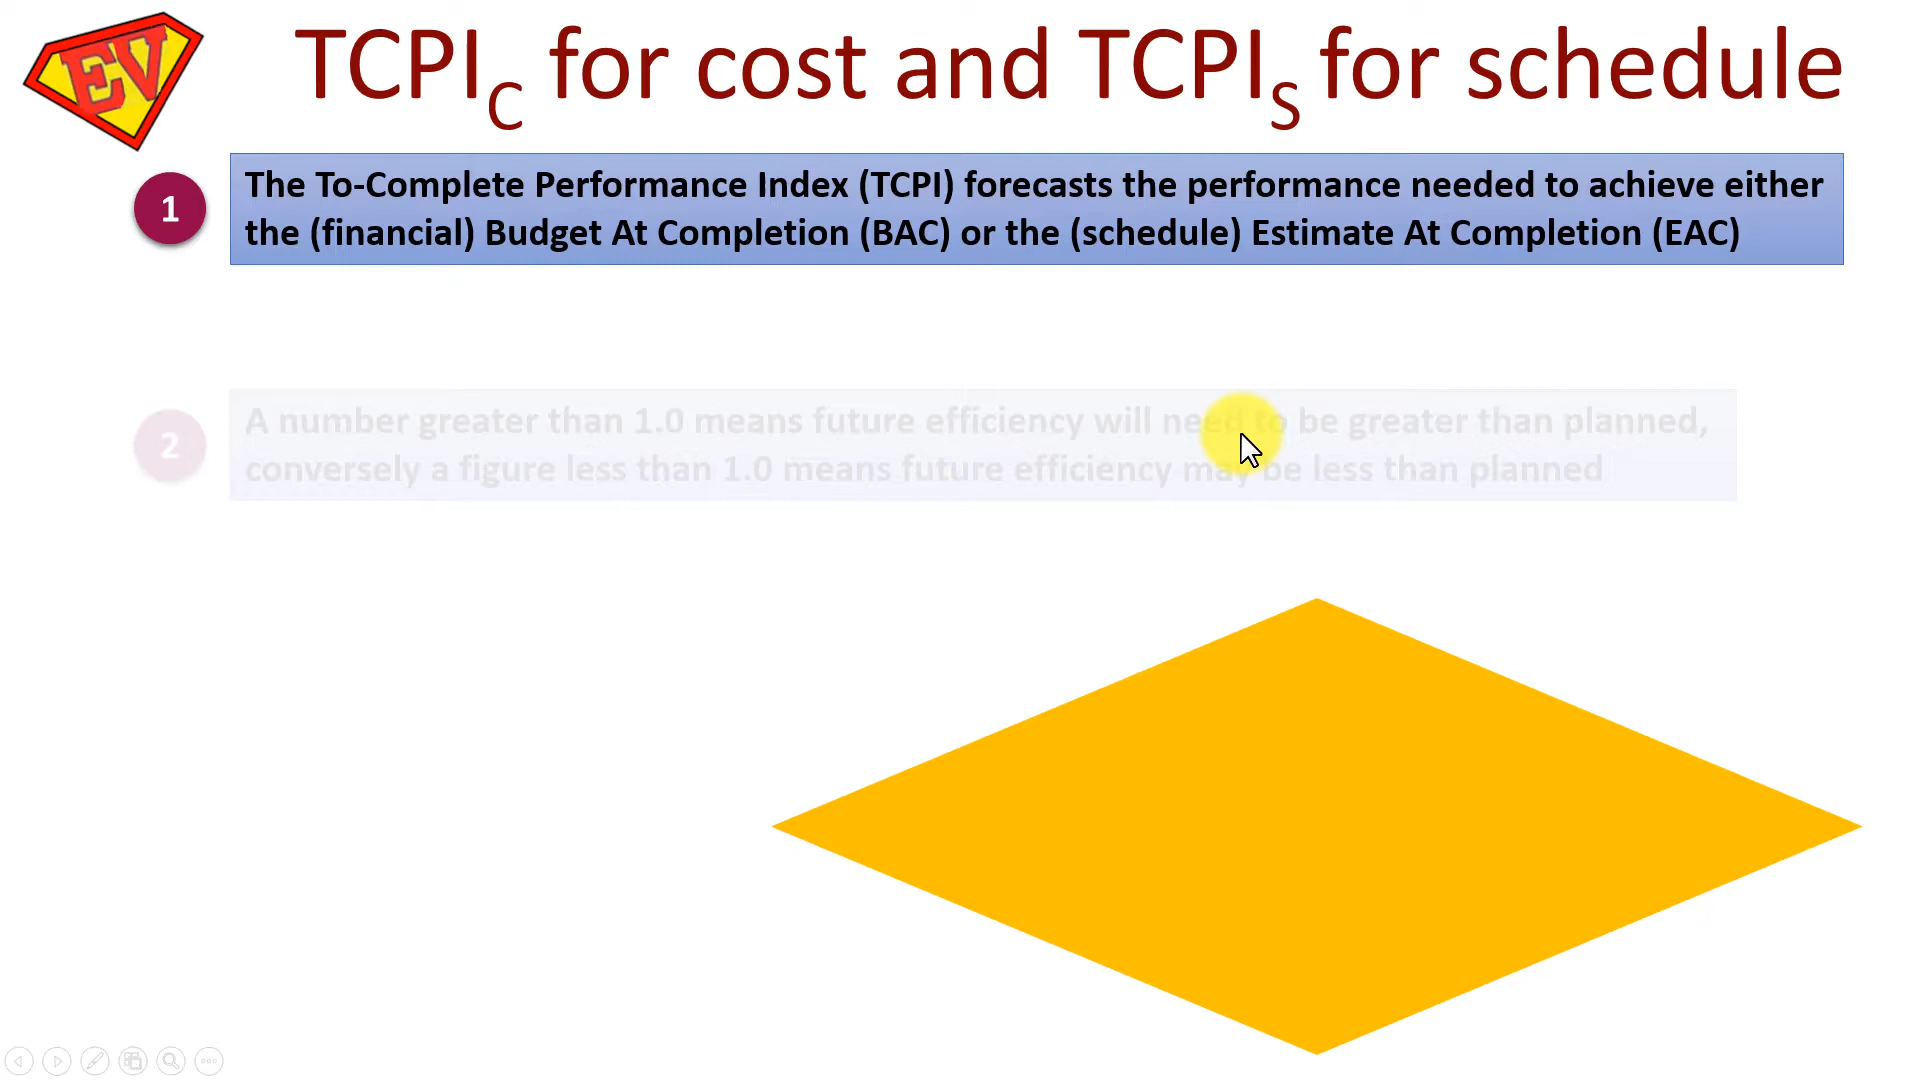 EV
TCPIC for cost and TCPIS for schedule
1
The To-Complete Performance Index (TCPI) forecasts the performance needed to achieve either
the (financial) Budget At Completion (BAC) or the (schedule) Estimate At Completion (EAC)
2
A number greater than 1.0 means future efficiency will need to be greater than planned,
conversely a figure less than 1.0 means future efficiency may be less than planned